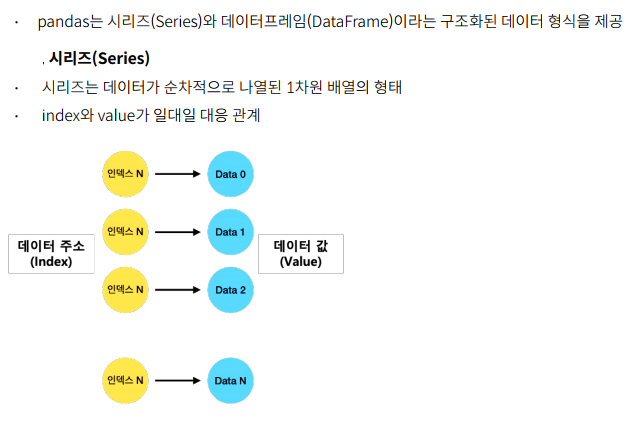 · pandas는 시리즈(Series)와 데이터프레임(DataFrame)이라는 구조화된 데이터 형식을 제공
. 시리즈(Series)
· 시리즈는 데이터가 순차적으로 나열된 1차원 배열의 형태
· index와 value가 일대일 대응 관계
인덱스 N
Data 0
인덱스 N
Data 1
데이터 주소
(Index)
데이터 값
(Value)
인덱스 N
Data 2
인덱스 N
Data N